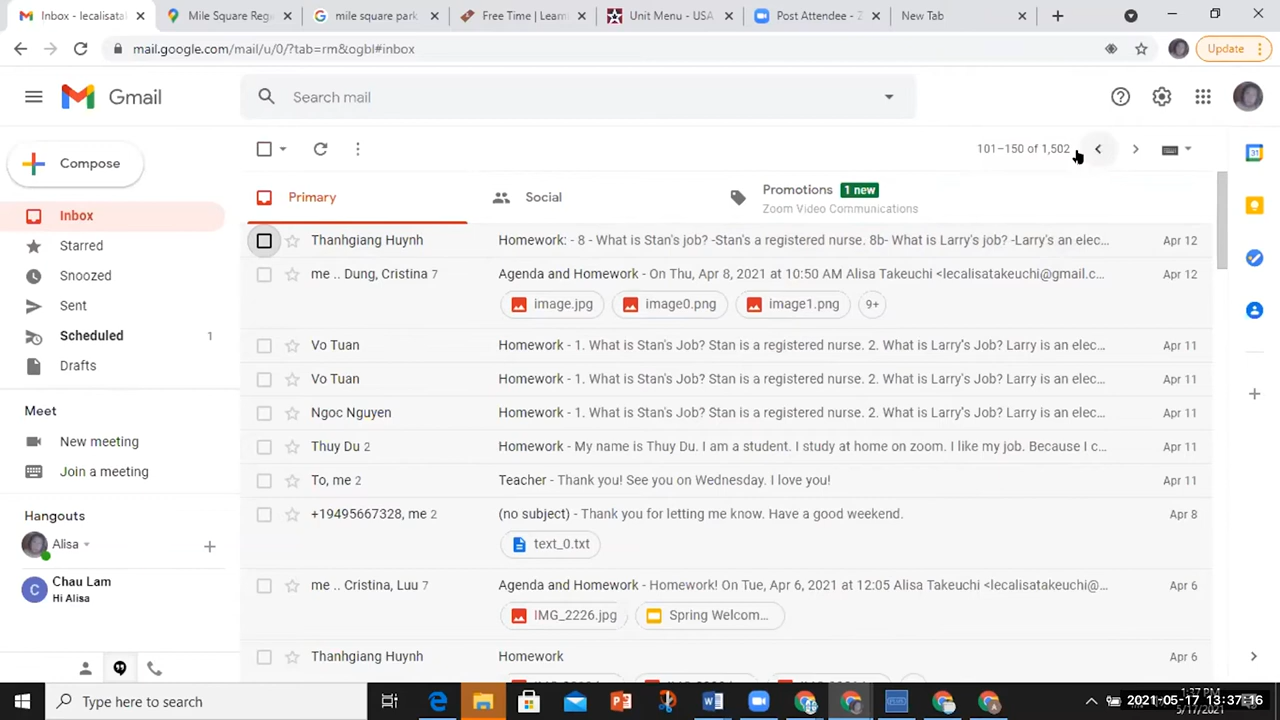 Inbox - lecalisatak
Mile Square Reg
mile square park
Free Time | Learn
Unit Menu - USA
Post Attendee - Z
New Tab
mail.google.com/mail/u/0/?tab=rm&ogbl#inbox
Update
Gmail
Search mail
Compose
101–150 of 1,502
Inbox
Starred
Snoozed
Sent
Scheduled 1
Drafts
Meet
New meeting
Join a meeting
Hangouts
Alisa
Chau Lam
Hi Alisa
Primary
Social
Promotions 1 new
Zoom Video Communications
Thanhgiang Huynh Homework: - 8 - What is Stan's job? -Stan's a registered nurse. 8b- What is Larry's job? -Larry's an elec... Apr 12
me .. Dung, Cristina 7 Agenda and Homework - On Thu, Apr 8, 2021 at 10:50 AM Alisa Takeuchi <lecalisatakeuchi@gmail.c... Apr 12
image.jpg image0.png image1.png 9+
Vo Tuan Homework - 1. What is Stan's Job? Stan is a registered nurse. 2. What is Larry's Job? Larry is an elec... Apr 11
Vo Tuan Homework - 1. What is Stan's Job? Stan is a registered nurse. 2. What is Larry's Job? Larry is an elec... Apr 11
Ngoc Nguyen Homework - 1. What is Stan's Job? Stan is a registered nurse. 2. What is Larry's Job? Larry is an elec... Apr 11
Thuy Du 2 Homework - My name is Thuy Du. I am a student. I study at home on zoom. I like my job. Because I c... Apr 11
To, me 2 Teacher - Thank you! See you on Wednesday. I love you! Apr 11
+19495667328, me 2 (no subject) - Thank you for letting me know. Have a good weekend. Apr 8
text_0.txt
me .. Cristina, Luu 7 Agenda and Homework - Homework! On Tue, Apr 6, 2021 at 12:05 Alisa Takeuchi <lecalisatakeuchi@... Apr 6
IMG_2226.jpg Spring Welcom...
Thanhgiang Huynh Homework Apr 6
Type here to search
1:37 PM
2021-05-17 13:37:16
5/17/2021